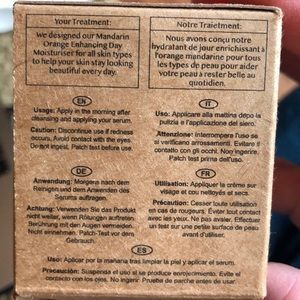 Your Treatment:
we designed our Mandarin
Orange Enhancing Day
Moisturiser for all skin types
to help your skin stay looking
beautiful everyday.
Notre Traietment:
Nous avons conçu notre
hydratant de jour enrichissant à
l'orange mandarine pour tous
les types de peau pour aider
votre peau à rester belle au
quotidien.
EN
Usage: Apply in the morning after
cleansing and applying your serum.
Caution: Discontinue use if redness
occurs. Avoid contact with the eyes
Do not ingest. Patch test before use.
IT
Uso: Applicare alla mattina dépo la
pulizia e l'applicazione del siero.
Attenzione: Interrompere l'uso se
si verificano arrossamenti. Evitare il
contatto con gli occhi. Non ingerire.
Patch test prima dell'uso.
DE
Anwendung: Morgens nach dem
Reinigen und dem Anwenden des
Serums auftragen.
Achtung: Verwenden Sie das Produkt
nicht weiter, wenn Rötungen auftreten
Berührung mit den Augen vermeiden.
Nicht einnehmen. Patch-Test vor dem
Gebrauch.
FR
Utilisation: Appliquer la crème sur
visage et cou nettoyés et secs.
Précaution: Cesser toute utilisation
en cas de rougeurs. Éviter tout contact
avec les yeux. Ne pas avaler. Effectuer
un test sur une petite surface de peau
avant d'utiliser
ES
Uso: Aplicar por la mañana tras limpiar la piel y aplicar el serum.
Precaución: Suspenda el uso si se produce enrojecimiento. Evite el
contacto con los ojos. No ingerir. Prueba de parche antes de usar.